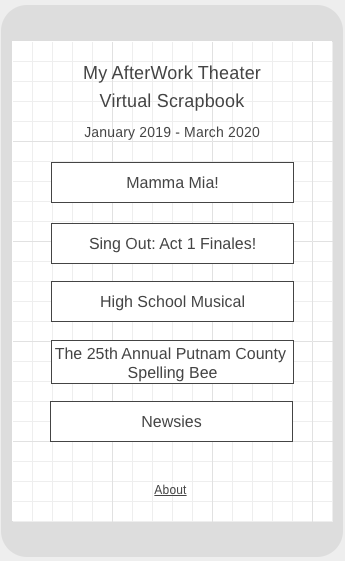 My AfterWork Theater
Virtual Scrapbook
January 2019 - March 2020
Mamma Mia!
Sing Out: Act 1 Finales!
High School Musical
The 25th Annual Putnam County
Spelling Bee
Newsies
About